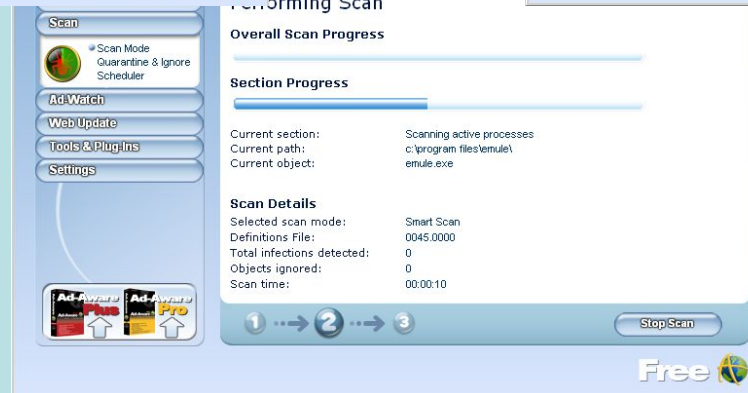 Performing Scan
Scan
Scan Mode
Quarantine & Ignore
Scheduler
Ad-Watch
Web Update
Tools & Plug-Ins
Settings
Overall Scan Progress
Section Progress
Current section: Scanning active processes
Current path: c:\program files\emule\
Current object: emule.exe
Scan Details
Selected scan mode: Smart Scan
Definitions File: 0045.0000
Total infections detected: 0
Objects ignored: 0
Scan time: 00:00:10
Ad-Aware Plus
Ad-Aware Pro
1 2 3
Stop Scan
Free